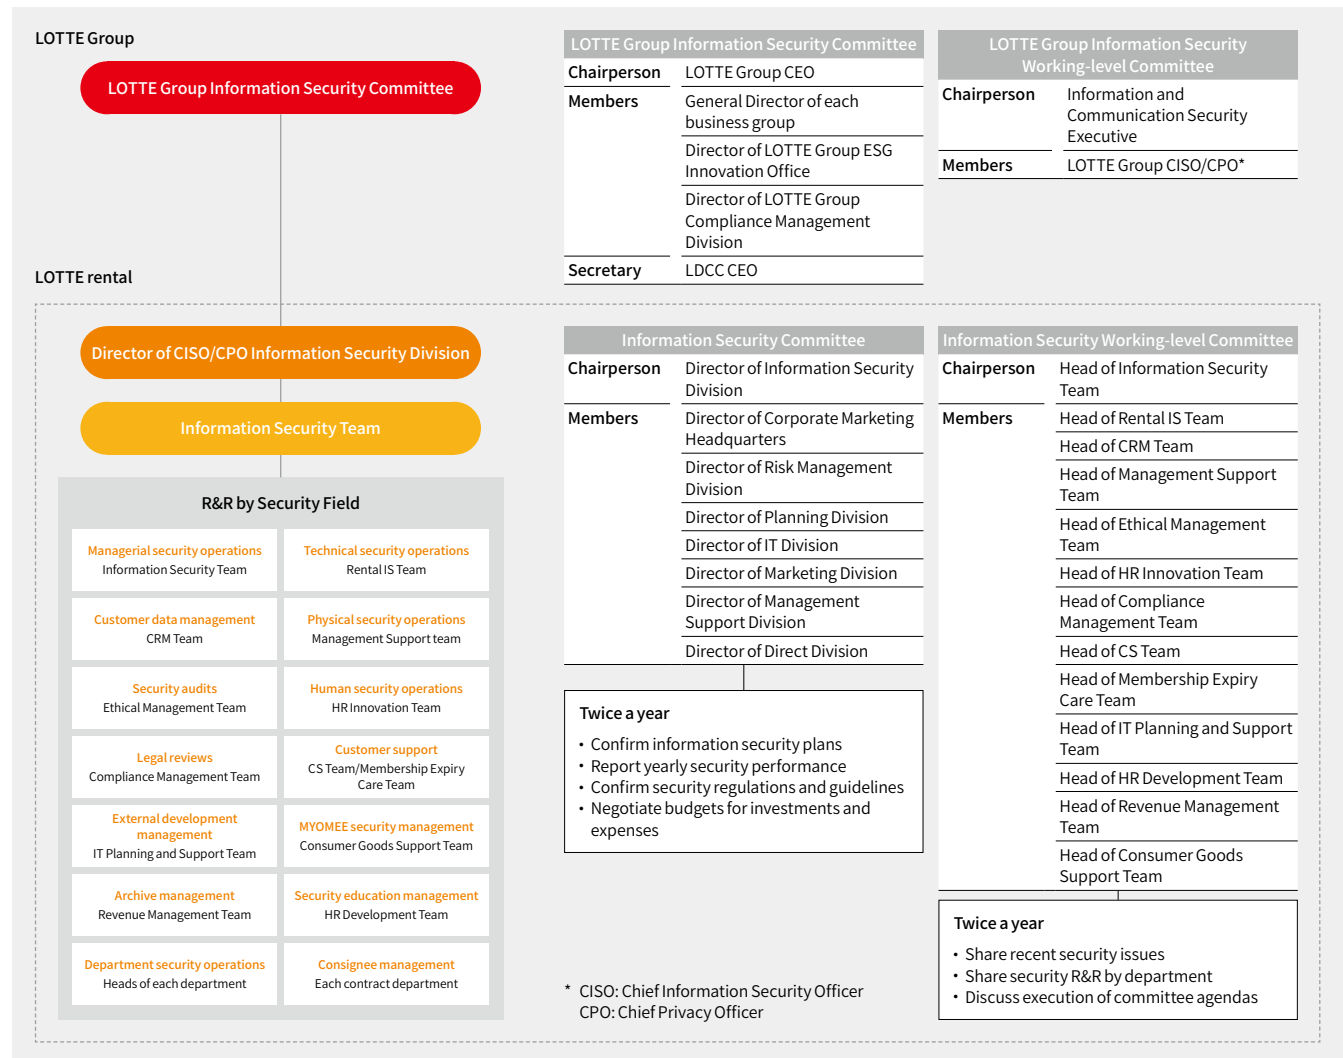 LOTTE Group
LOTTE Group Information Security Committee
LOTTE Group Information Security Committee
Chairperson
LOTTE Group CEO
Members
General Director of each
business group
Director of LOTTE Group ESG
Innovation Office
Director of LOTTE Group
Compliance Management
Division
Secretary
LDCC CEO
LOTTE Group Information Security
Working-level Committee
Chairperson
Information and
Communication Security
Executive
Members
LOTTE Group CISO/CPO*
LOTTE rental
Director of CISO/CPO Information Security Division
Information Security Team
R&R by Security Field
Managerial security operations
Information Security Team
Technical security operations
Rental IS Team
Customer data management
CRM Team
Physical security operations
Management Support team
Security audits
Ethical Management Team
Human security operations
HR Innovation Team
Legal reviews
Compliance Management Team
Customer support
CS Team/Membership Expiry
Care Team
External development
management
IT Planning and Support Team
MYOMEE security management
Consumer Goods Support Team
Archive management
Revenue Management Team
Security education management
HR Development Team
Department security operations
Heads of each department
Consignee management
Each contract department
Information Security Committee
Chairperson
Director of Information Security
Division
Members
Director of Corporate Marketing
Headquarters
Director of Risk Management
Division
Director of Planning Division
Director of IT Division
Director of Marketing Division
Director of Management
Support Division
Director of Direct Division
Twice a year
• Confirm information security plans
• Report yearly security performance
• Confirm security regulations and guidelines
• Negotiate budgets for investments and
expenses
Information Security Working-level Committee
Chairperson
Head of Information Security
Team
Members
Head of Rental IS Team
Head of CRM Team
Head of Management Support
Team
Head of Ethical Management
Team
Head of HR Innovation Team
Head of Compliance
Management Team
Head of CS Team
Head of Membership Expiry
Care Team
Head of IT Planning and Support
Team
Head of HR Development Team
Head of Revenue Management
Team
Head of Consumer Goods
Support Team
Twice a year
• Share recent security issues
• Share security R&R by department
• Discuss execution of committee agendas
* CISO: Chief Information Security Officer
CPO: Chief Privacy Officer